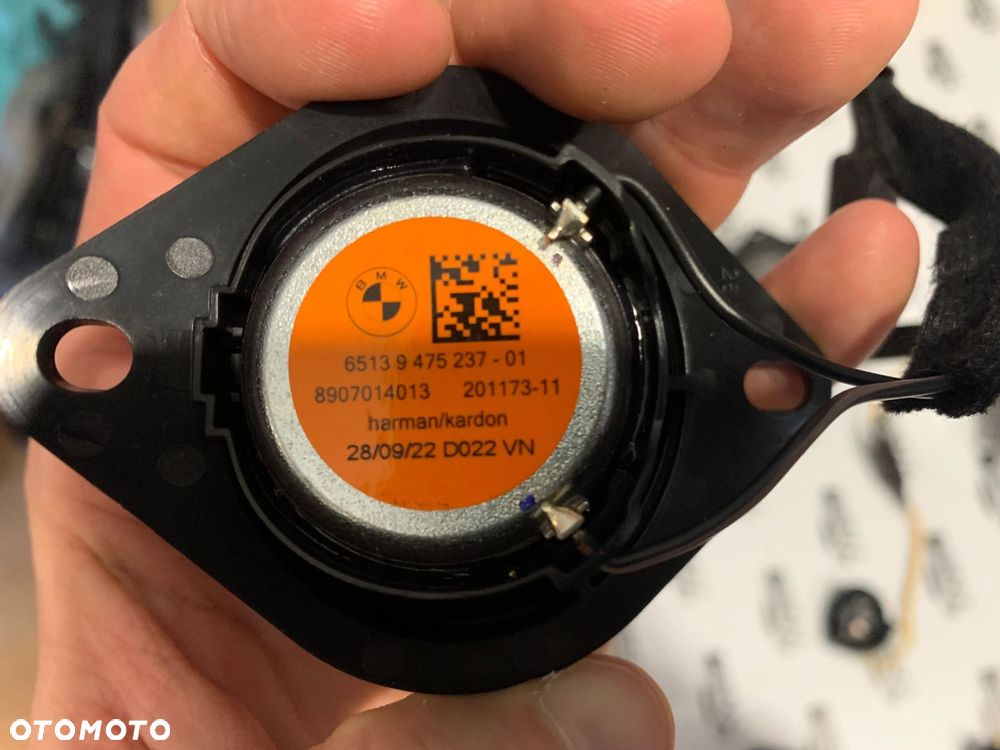 BMW
6513 9 475 237 - 01
8907014013 201173-11
harman/kardon
28/09/22 D022 VN
OTOMOTO